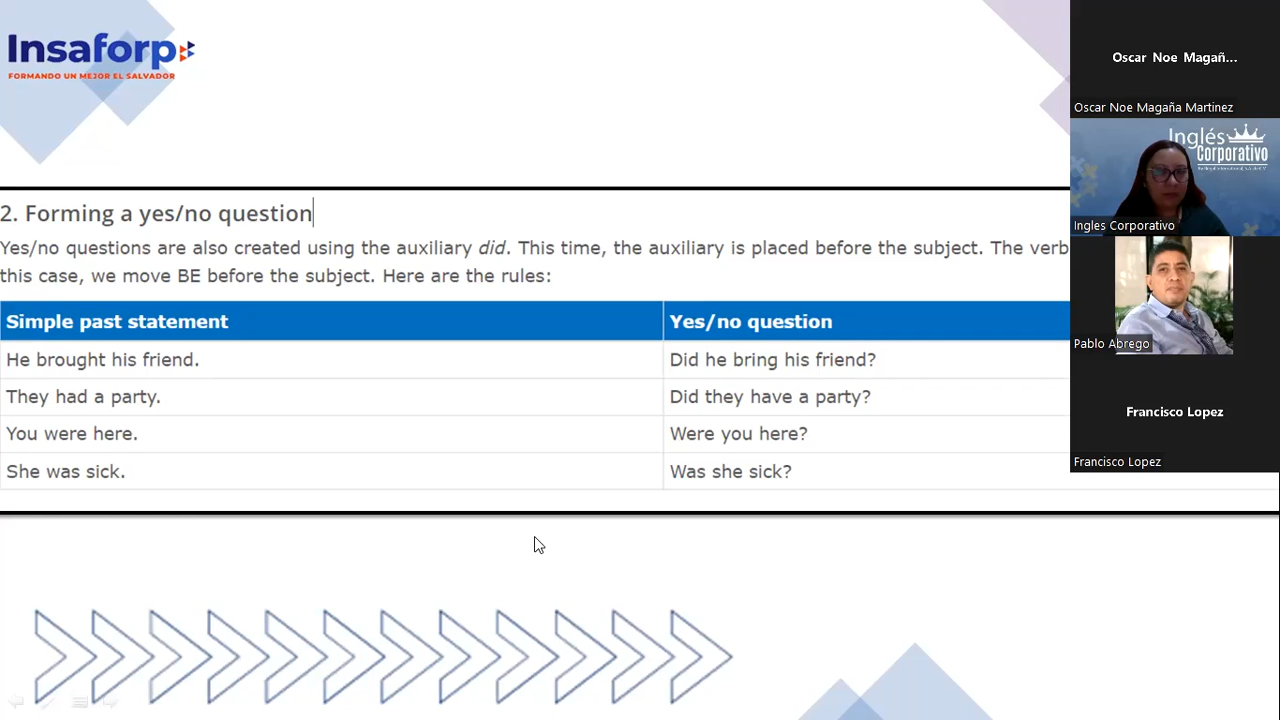 Insaforp
FORMANDO UN MEJOR EL SALVADOR
2. Forming a yes/no question
Yes/no questions are also created using the auxiliary did. This time, the auxiliary is placed before the subject. The verb
this case, we move BE before the subject. Here are the rules:
Simple past statement
Yes/no question
He brought his friend.
Did he bring his friend?
They had a party.
Did they have a party?
You were here.
Were you here?
She was sick.
Was she sick?
Oscar Noe Magañ...
Oscar Noe Magaña Martinez
Inglés
Corporativo
Ingles Corporativo
Pablo Abrego
Francisco Lopez
Francisco Lopez